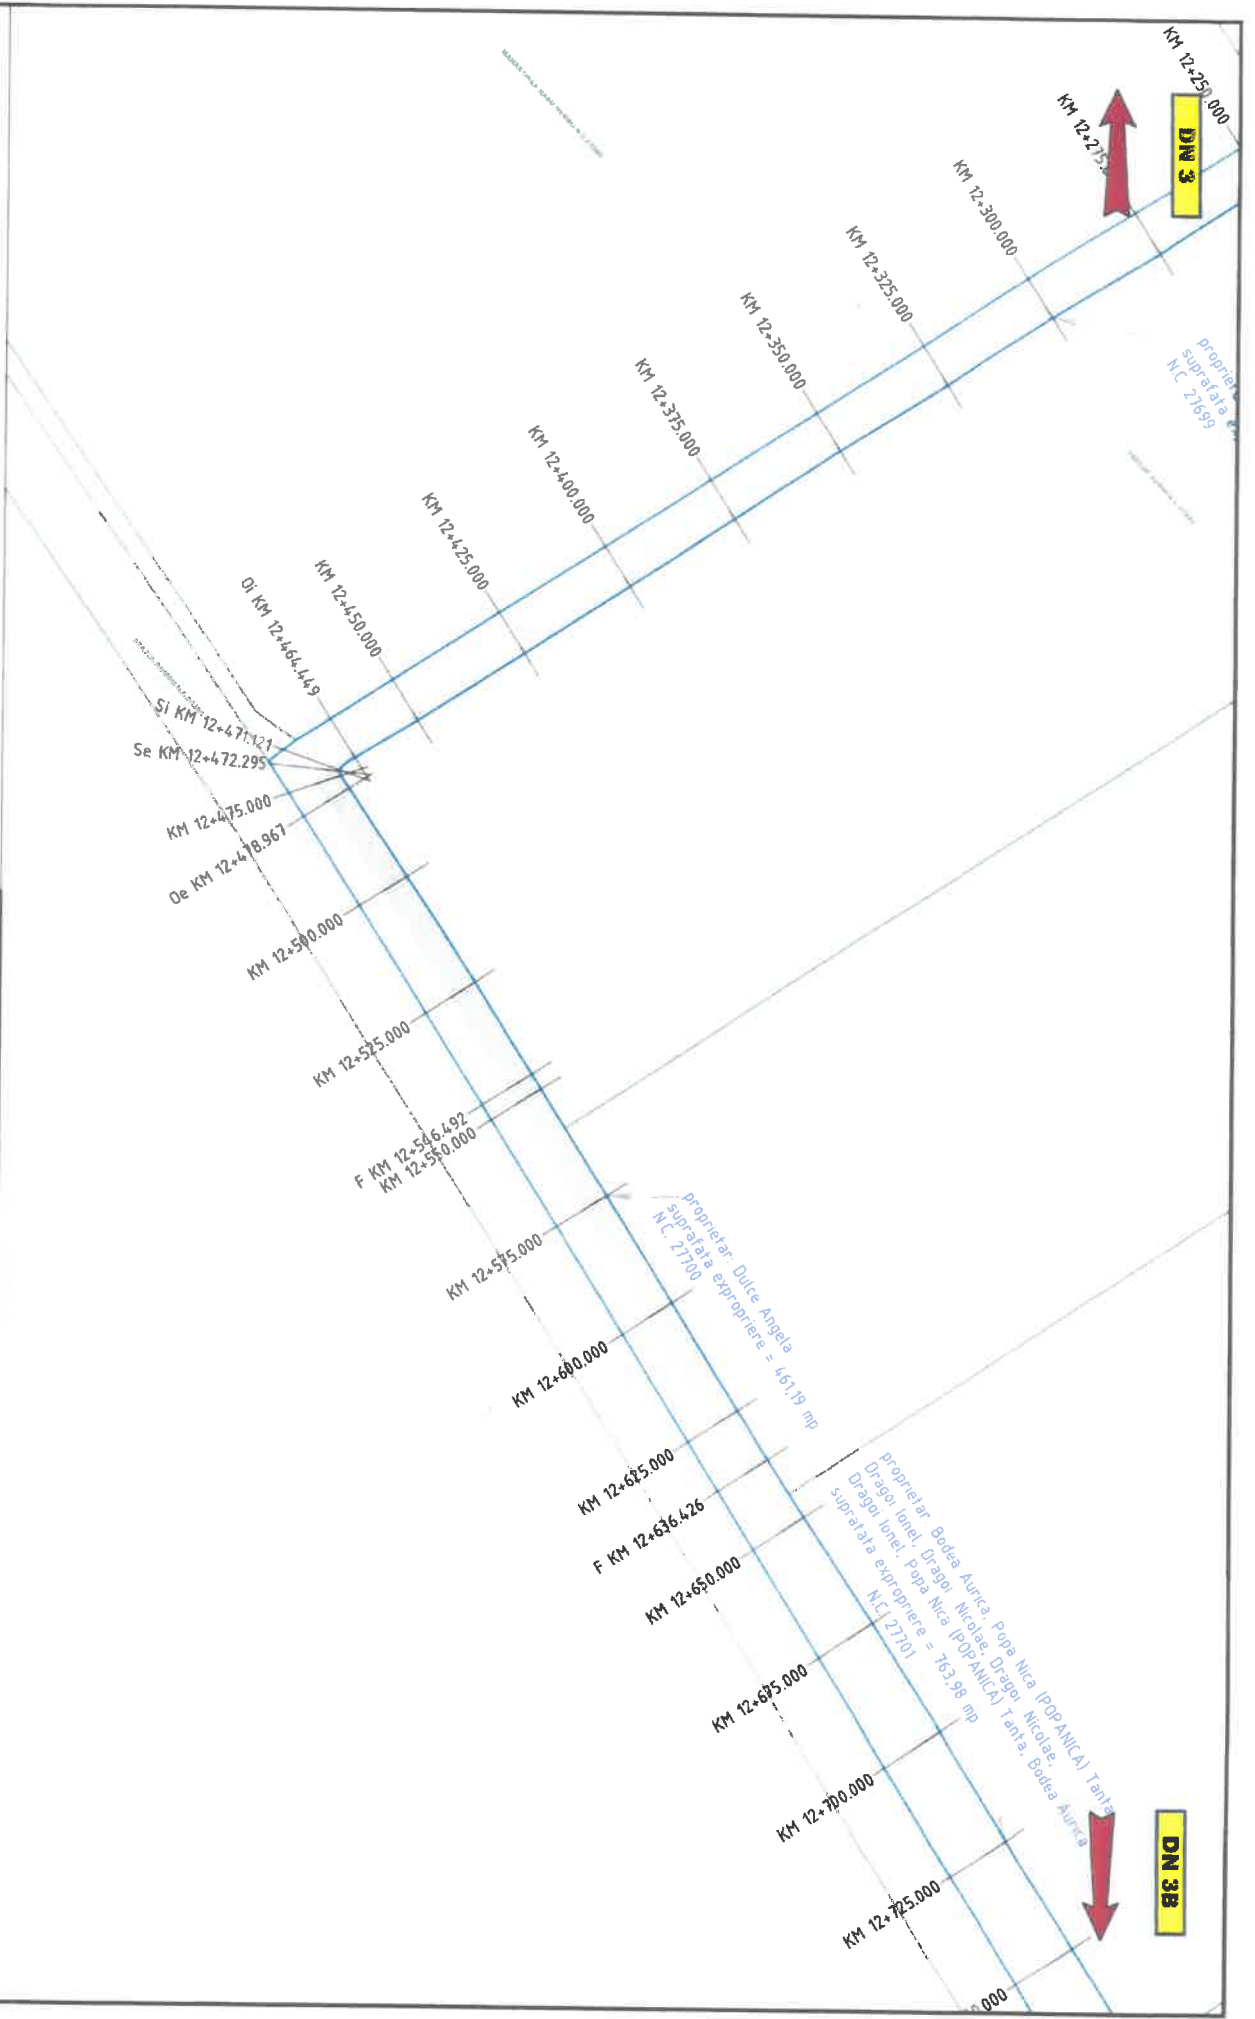 KM 12+250.000
DN 3
KM 12+275.
KM 12+300.000
KM 12+325.000
KM 12+350.000
KM 12+375.000
KM 12+400.000
KM 12+425.000
KM 12+450.000
Oi KM 12+464.449
Si KM 12+471.121
Se KM 12+472.295
KM 12+475.000
Oe KM 12+478.967
KM 12+500.000
KM 12+525.000
F KM 12+546.492
KM 12+550.000
KM 12+575.000
KM 12+600.000
KM 12+625.000
F KM 12+636.426
KM 12+650.000
KM 12+675.000
KM 12+700.000
KM 12+725.000
0.000
propriet
suprafata e
N.C. 27699
proprietar: Dulce Angela
suprafata expropriere = 461,19 mp
N.C. 27700
proprietar: Bodea Aurica, Popa Nica (POPANICA) Tanta
Dragoi Ionel, Dragoi Nicolae, Dragoi Nicolae,
Dragoi Ionel, Popa Nica (POPANICA) Tanta, Bodea Aurica
suprafata expropriere = 763,98 mp
N.C. 27701
DN 3B